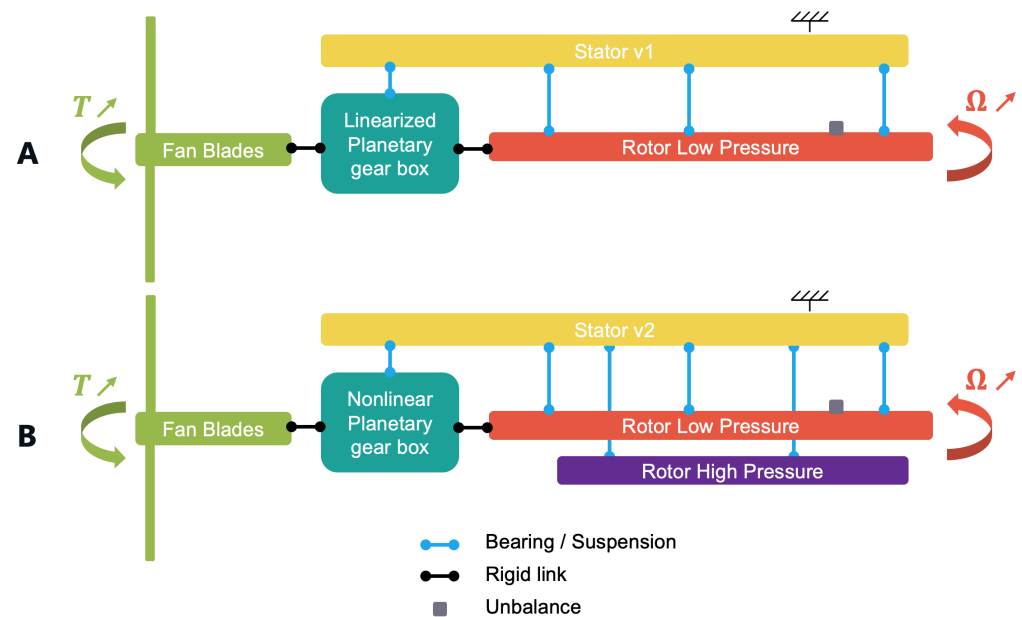 Stator v1
T
Ω
A
Fan Blades
Linearized
Planetary
gear box
Rotor Low Pressure
Stator v2
T
Ω
B
Fan Blades
Nonlinear
Planetary
gear box
Rotor Low Pressure
Rotor High Pressure
Bearing / Suspension
Rigid link
Unbalance